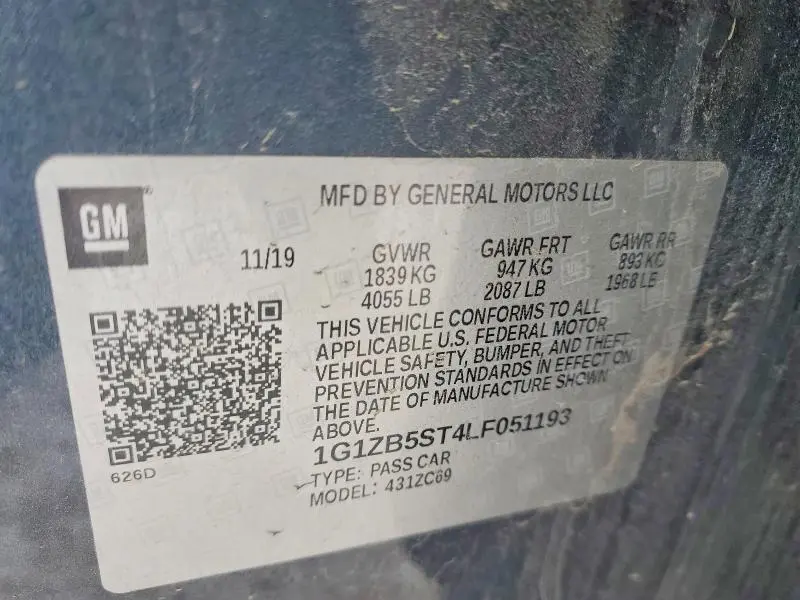 GM
MFD BY GENERAL MOTORS LLC
11/19
GVWR GAWR FRT GAWR RR
1839 KG 947 KG 893 KG
4055 LB 2087 LB 1968 LB
THIS VEHICLE CONFORMS TO ALL
APPLICABLE U.S. FEDERAL MOTOR
VEHICLE SAFETY, BUMPER, AND THEFT
PREVENTION STANDARDS IN EFFECT ON
THE DATE OF MANUFACTURE SHOWN
ABOVE.
1G1ZB5ST4LF051193
TYPE: PASS CAR
MODEL: 431ZC69
626D